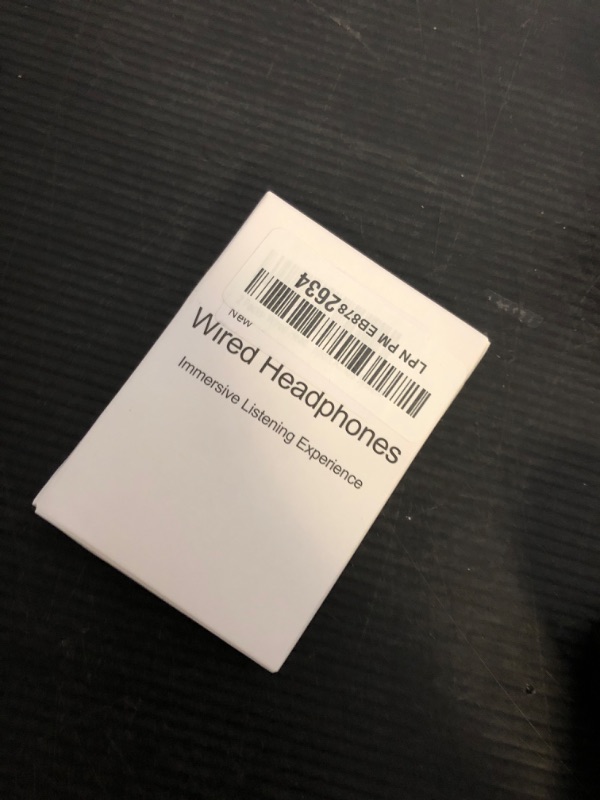 LPN PM EB8782634
New
Wired Headphones
Immersive Listening Experience